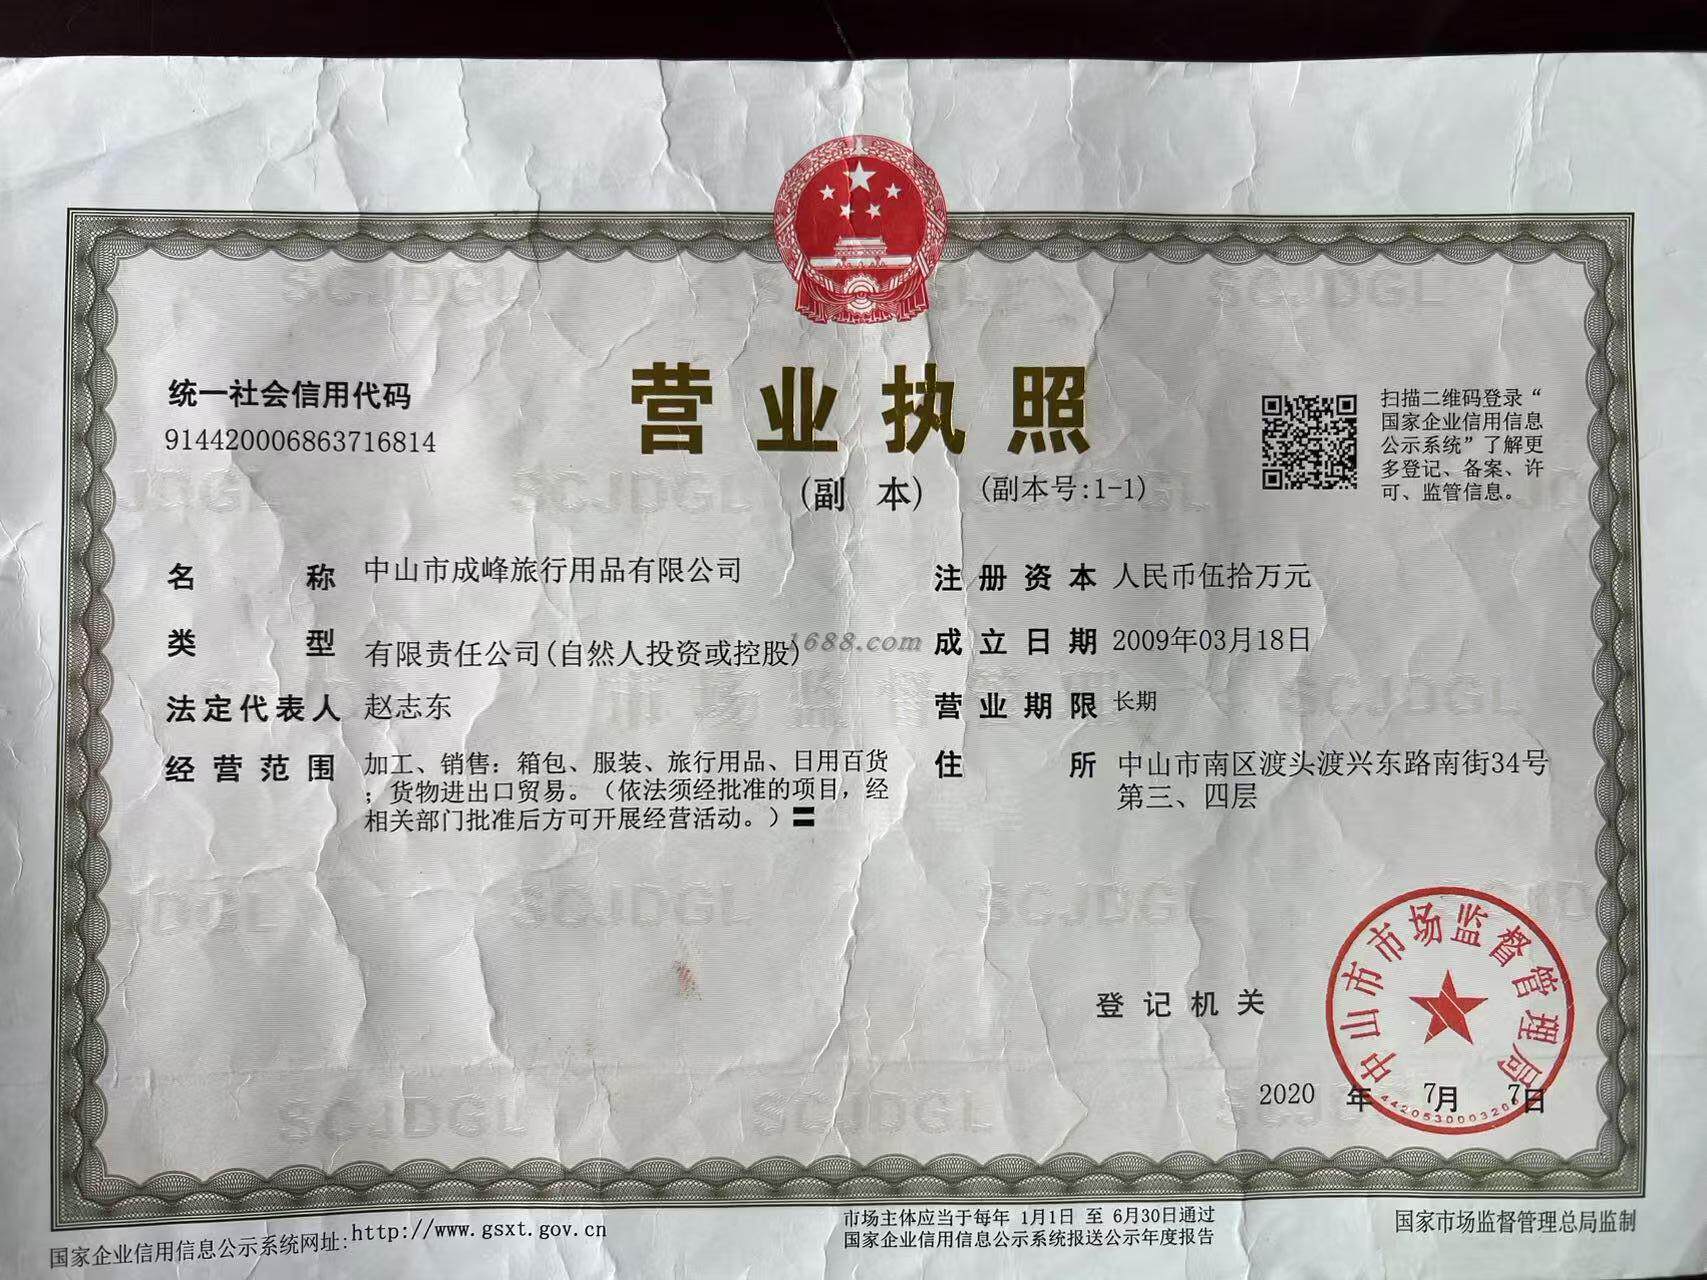 统一社会信用代码
914420006863716814
营业执照
(副 本) (副本号:1-1)
扫描二维码登录“
国家企业信用信息
公示系统”了解更
多登记、备案、许
可、监管信息。
名 称 中山市成峰旅行用品有限公司
类 型 有限责任公司(自然人投资或控股)
法定代表人 赵志东
经营范围 加工、销售：箱包、服装、旅行用品、日用百货
；货物进出口贸易。（依法须经批准的项目，经
相关部门批准后方可开展经营活动。）〓
注册资本 人民币伍拾万元
成立日期 2009年03月18日
营业期限 长期
住 所 中山市南区渡头渡兴东路南街34号
第三、四层
1688.com
登记机关
中山市市场监督管理局
2020 年 7月 7日
国家企业信用信息公示系统网址:http://www.gsxt.gov.cn
市场主体应当于每年 1月1日 至 6月30日通过
国家企业信用信息公示系统报送公示年度报告
国家市场监督管理总局监制
SCJDGL